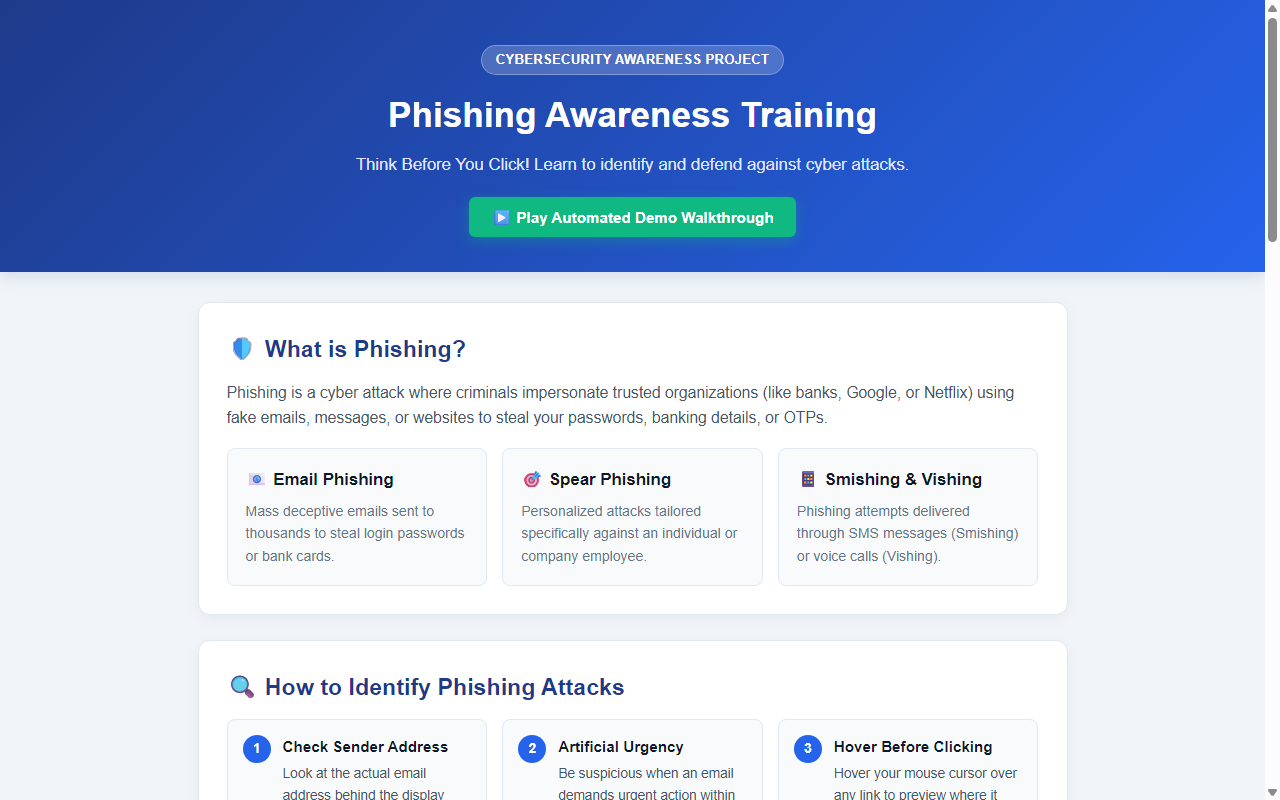 CYBERSECURITY AWARENESS PROJECT
Phishing Awareness Training
Think Before You Click! Learn to identify and defend against cyber attacks.
Play Automated Demo Walkthrough
What is Phishing?
Phishing is a cyber attack where criminals impersonate trusted organizations (like banks, Google, or Netflix) using
fake emails, messages, or websites to steal your passwords, banking details, or OTPs.
Email Phishing
Mass deceptive emails sent to
thousands to steal login passwords
or bank cards.
Spear Phishing
Personalized attacks tailored
specifically against an individual or
company employee.
Smishing & Vishing
Phishing attempts delivered
through SMS messages (Smishing)
or voice calls (Vishing).
How to Identify Phishing Attacks
1
Check Sender Address
Look at the actual email
address behind the display
2
Artificial Urgency
Be suspicious when an email
demands urgent action within
3
Hover Before Clicking
Hover your mouse cursor over
any link to preview where it